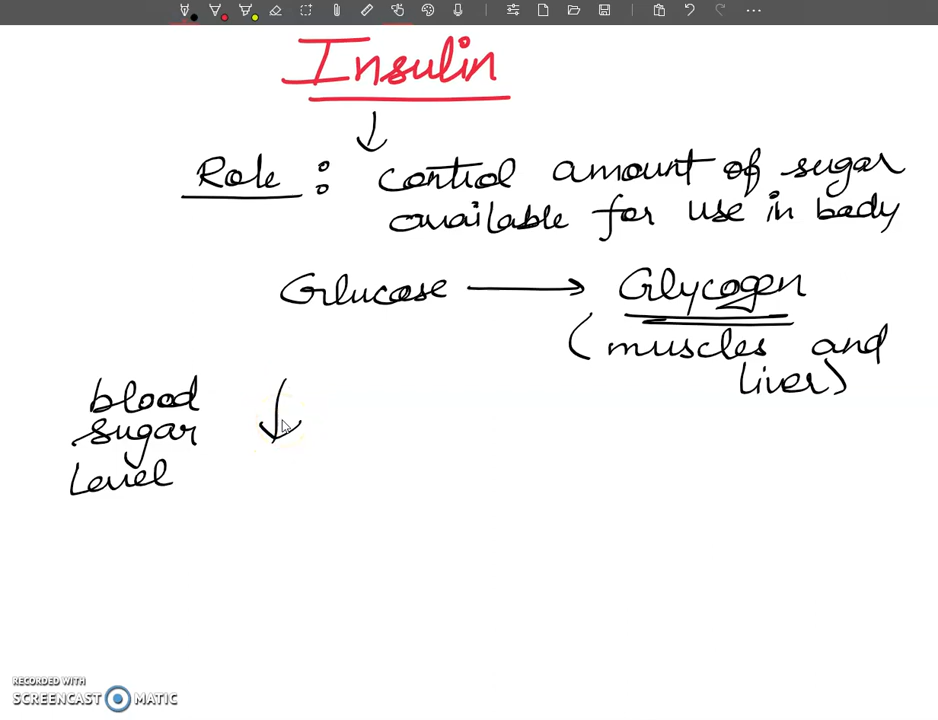 Insulin
Role : control amount of sugar
available for use in body
Glucose → Glycogen
(muscles and
liver)
blood
sugar
level
RECORDED WITH
SCREENCAST MATIC